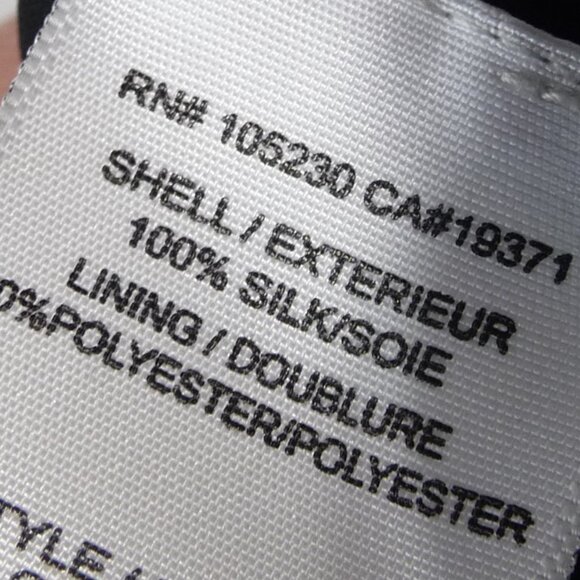 RN# 105230 CA#19371
SHELL / EXTERIEUR
100% SILK/SOIE
LINING / DOUBLURE
0%POLYESTER/POLYESTER
TYLE /